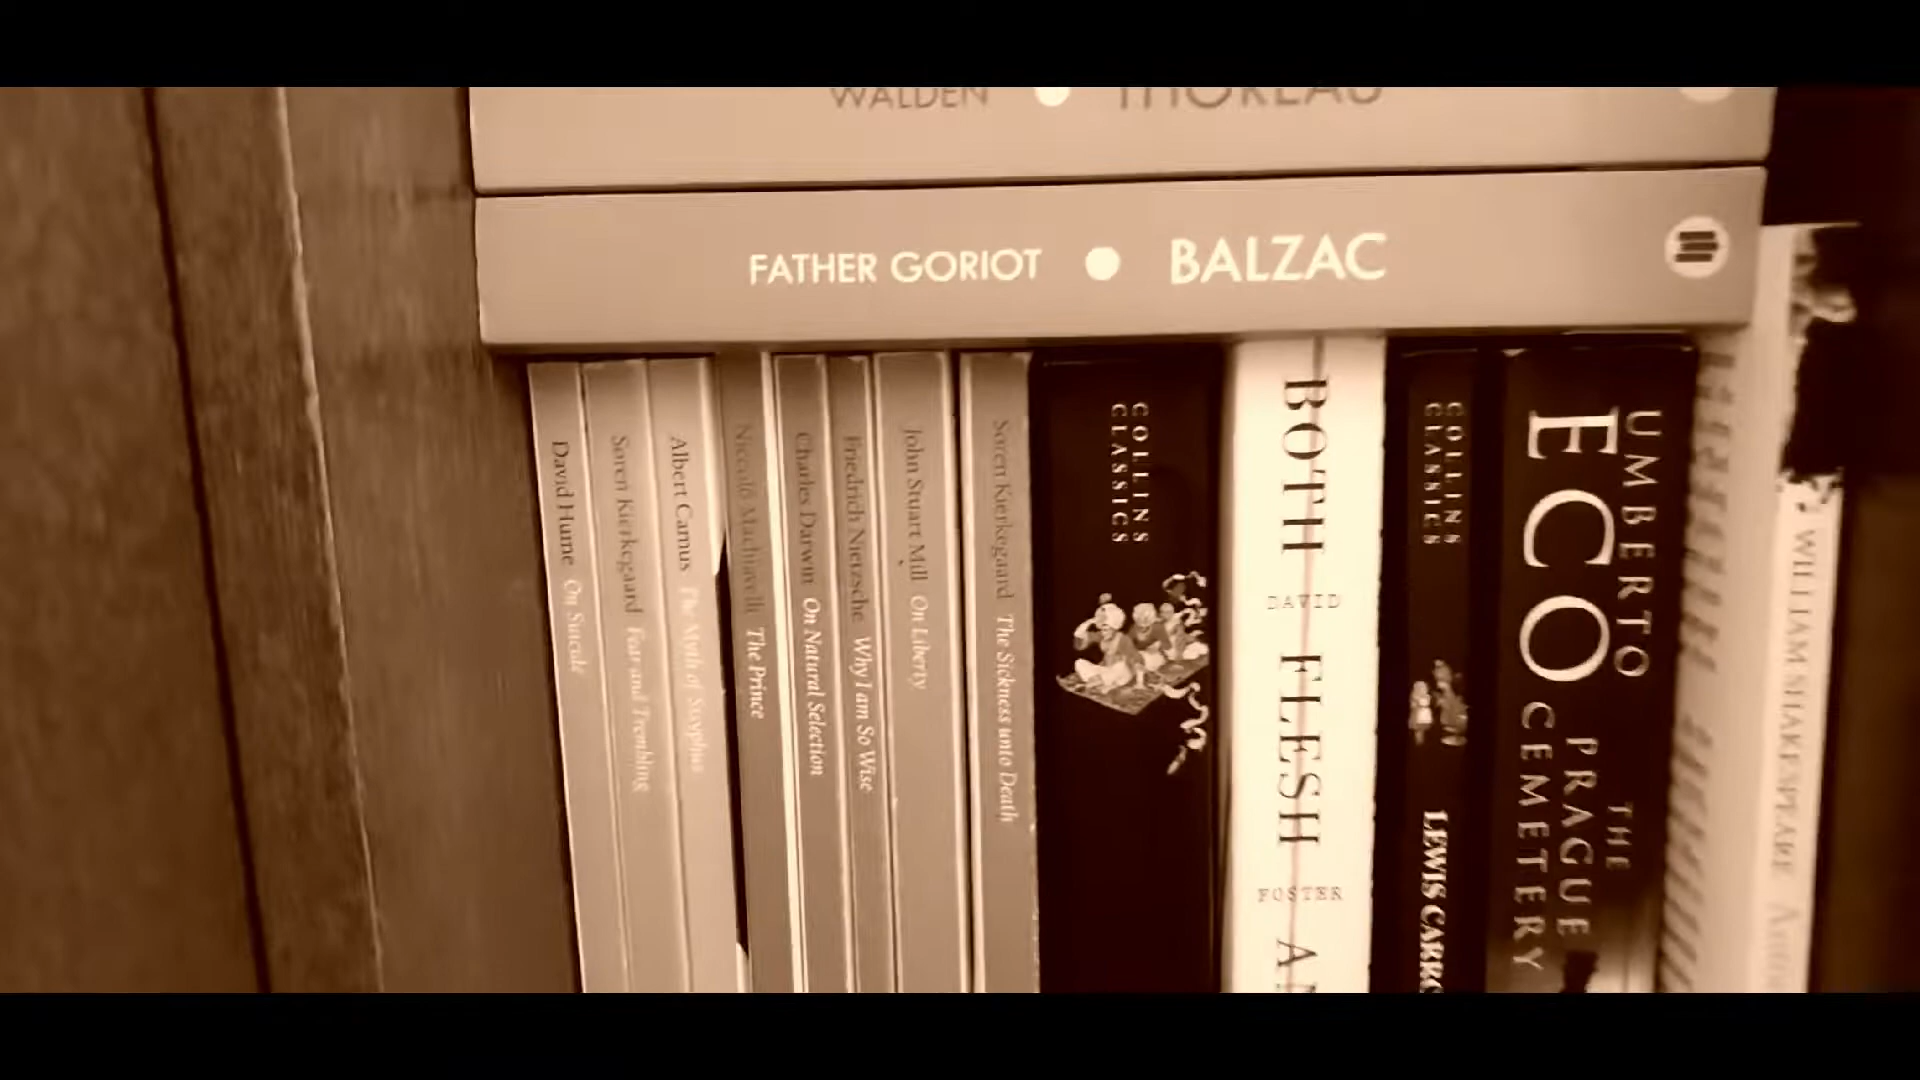 WALDEN THOREAU
FATHER GORIOT BALZAC
David Hume On Suicide
Søren Kierkegaard Fear and Trembling
Albert Camus The Myth of Sisyphus
Niccolò Machiavelli The Prince
Charles Darwin On Natural Selection
Friedrich Nietzsche Why I am So Wise
John Stuart Mill On Liberty
Søren Kierkegaard The Sickness unto Death
COLLINS
CLASSICS
BOTH FLESH
DAVID FOSTER
COLLINS
CLASSICS
LEWIS
UMBERTO
ECO
THE
PRAGUE
CEMETERY
WILLIAM SHAKESPEARE